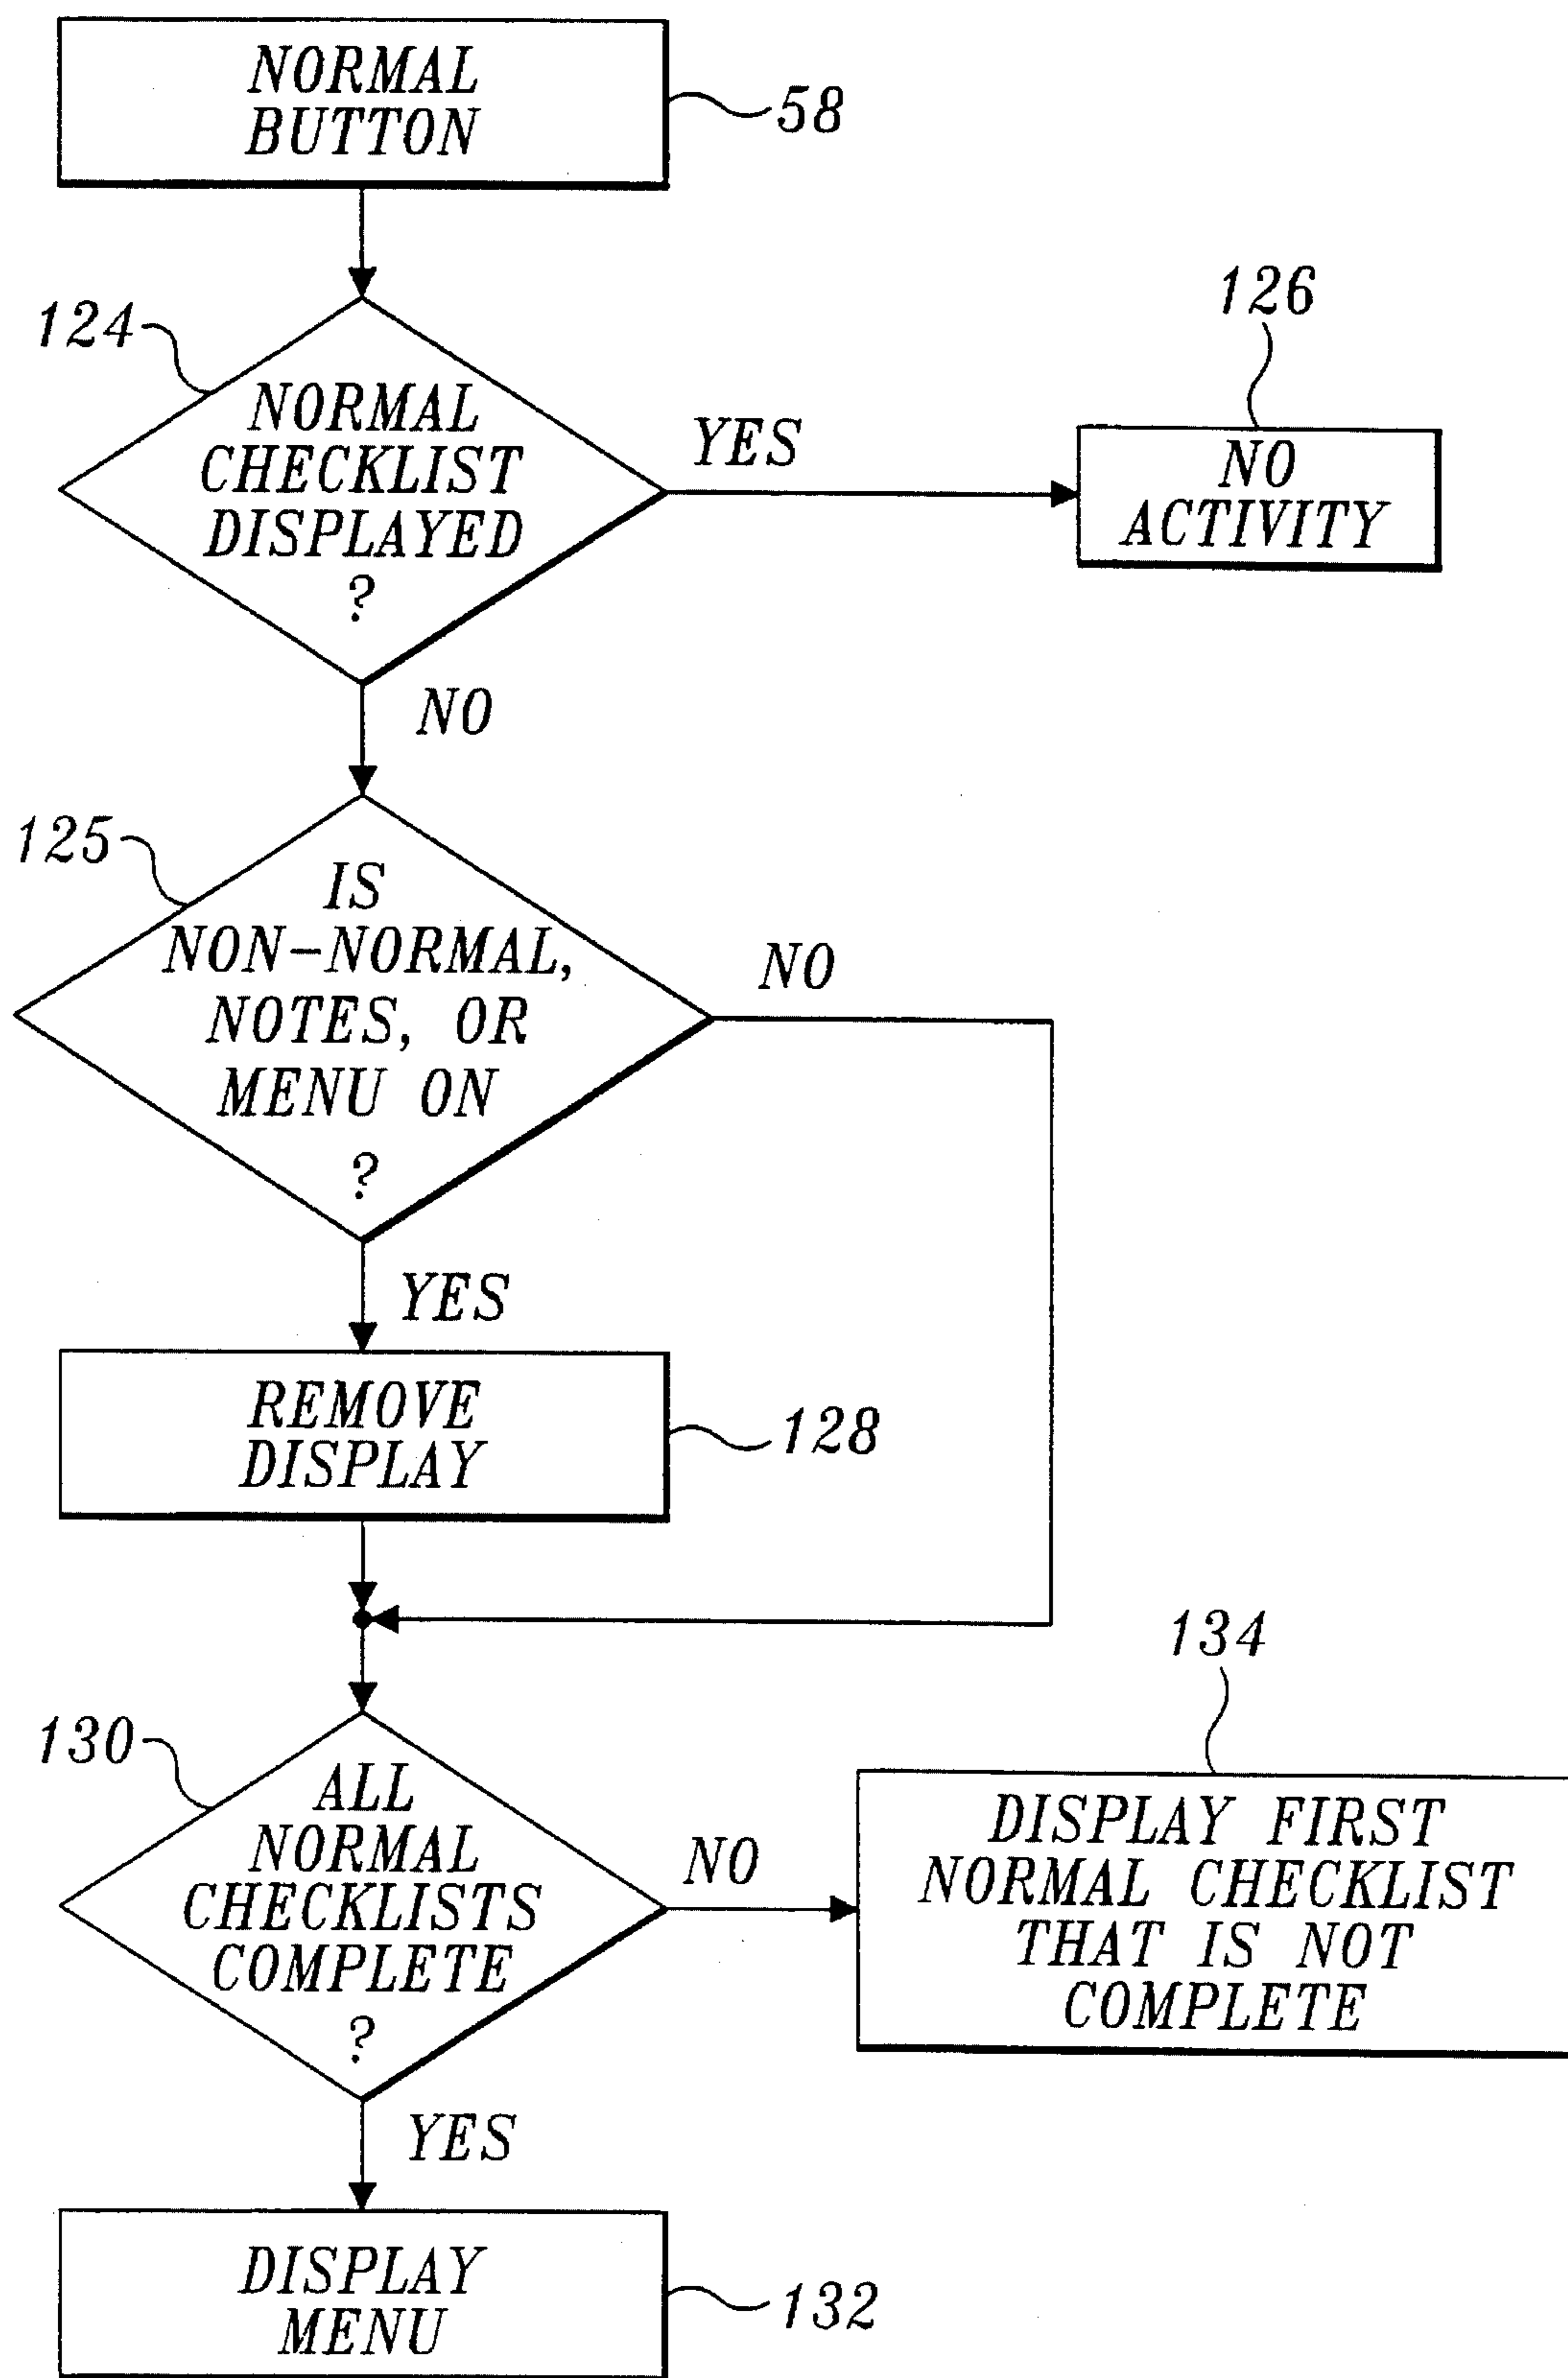 NORMAL
BUTTON
58
124
NORMAL
CHECKLIST
DISPLAYED
?
YES
126
NO
ACTIVITY
NO
125
IS
NON-NORMAL,
NOTES, OR
MENU ON
?
NO
YES
REMOVE
DISPLAY
128
130
ALL
NORMAL
CHECKLISTS
COMPLETE
?
NO
134
DISPLAY FIRST
NORMAL CHECKLIST
THAT IS NOT
COMPLETE
YES
DISPLAY
MENU
132